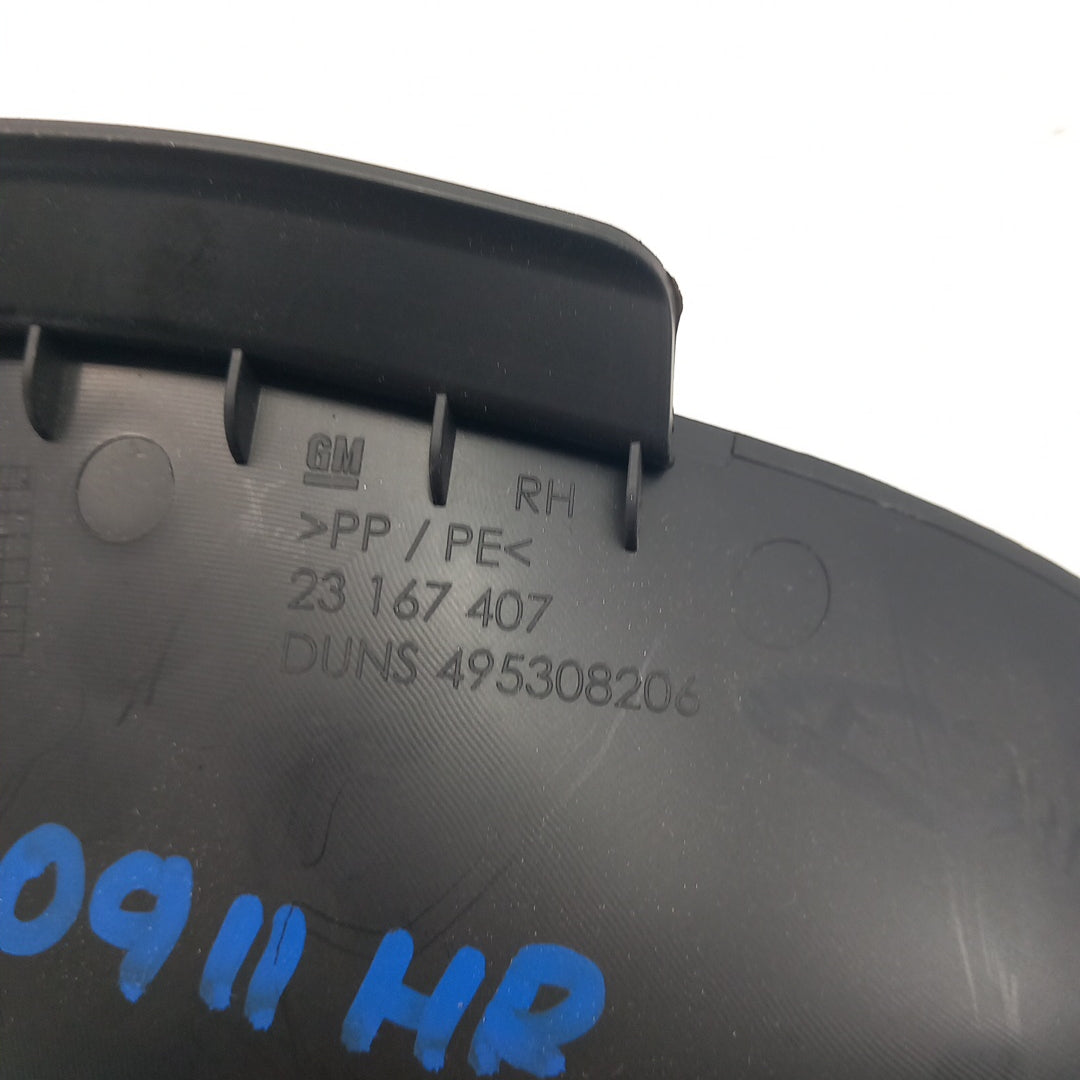 GM
RH
>PP / PE<
23 167 407
DUNS 495308206
0911 HR